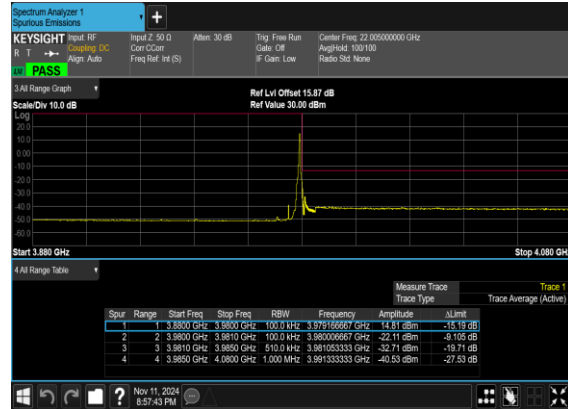 Spectrum Analyzer 1
Spurious Emissions
KEYSIGHT Input: RF Input Z: 50 Ω Atten: 30 dB Trig: Free Run Center Freq: 22.005000000 GHz
R T Coupling: DC Corr CCorr Gate: Off Avg|Hold: 100/100
Align: Auto Freq Ref: Int (S) IF Gain: Low Radio Std: None
PASS
3 All Range Graph
Ref Lvl Offset 15.87 dB
Scale/Div 10.0 dB Ref Value 30.00 dBm
Log
20.0
10.0
0.00
-10.0
-20.0
-30.0
-40.0
-50.0
-60.0
Start 3.880 GHz Stop 4.080 GHz
4 All Range Table
Measure Trace Trace 1
Trace Type Trace Average (Active)
Spur Range Start Freq Stop Freq RBW Frequency Amplitude ΔLimit
1 1 3.8800 GHz 3.9800 GHz 100.0 kHz 3.979166667 GHz 14.81 dBm -15.19 dB
2 2 3.9800 GHz 3.9810 GHz 100.0 kHz 3.980006667 GHz -22.11 dBm -9.105 dB
3 3 3.9810 GHz 3.9850 GHz 510.0 kHz 3.981053333 GHz -32.71 dBm -19.71 dB
4 4 3.9850 GHz 4.0800 GHz 1.000 MHz 3.991333333 GHz -40.53 dBm -27.53 dB
Nov 11, 2024
8:57:43 PM